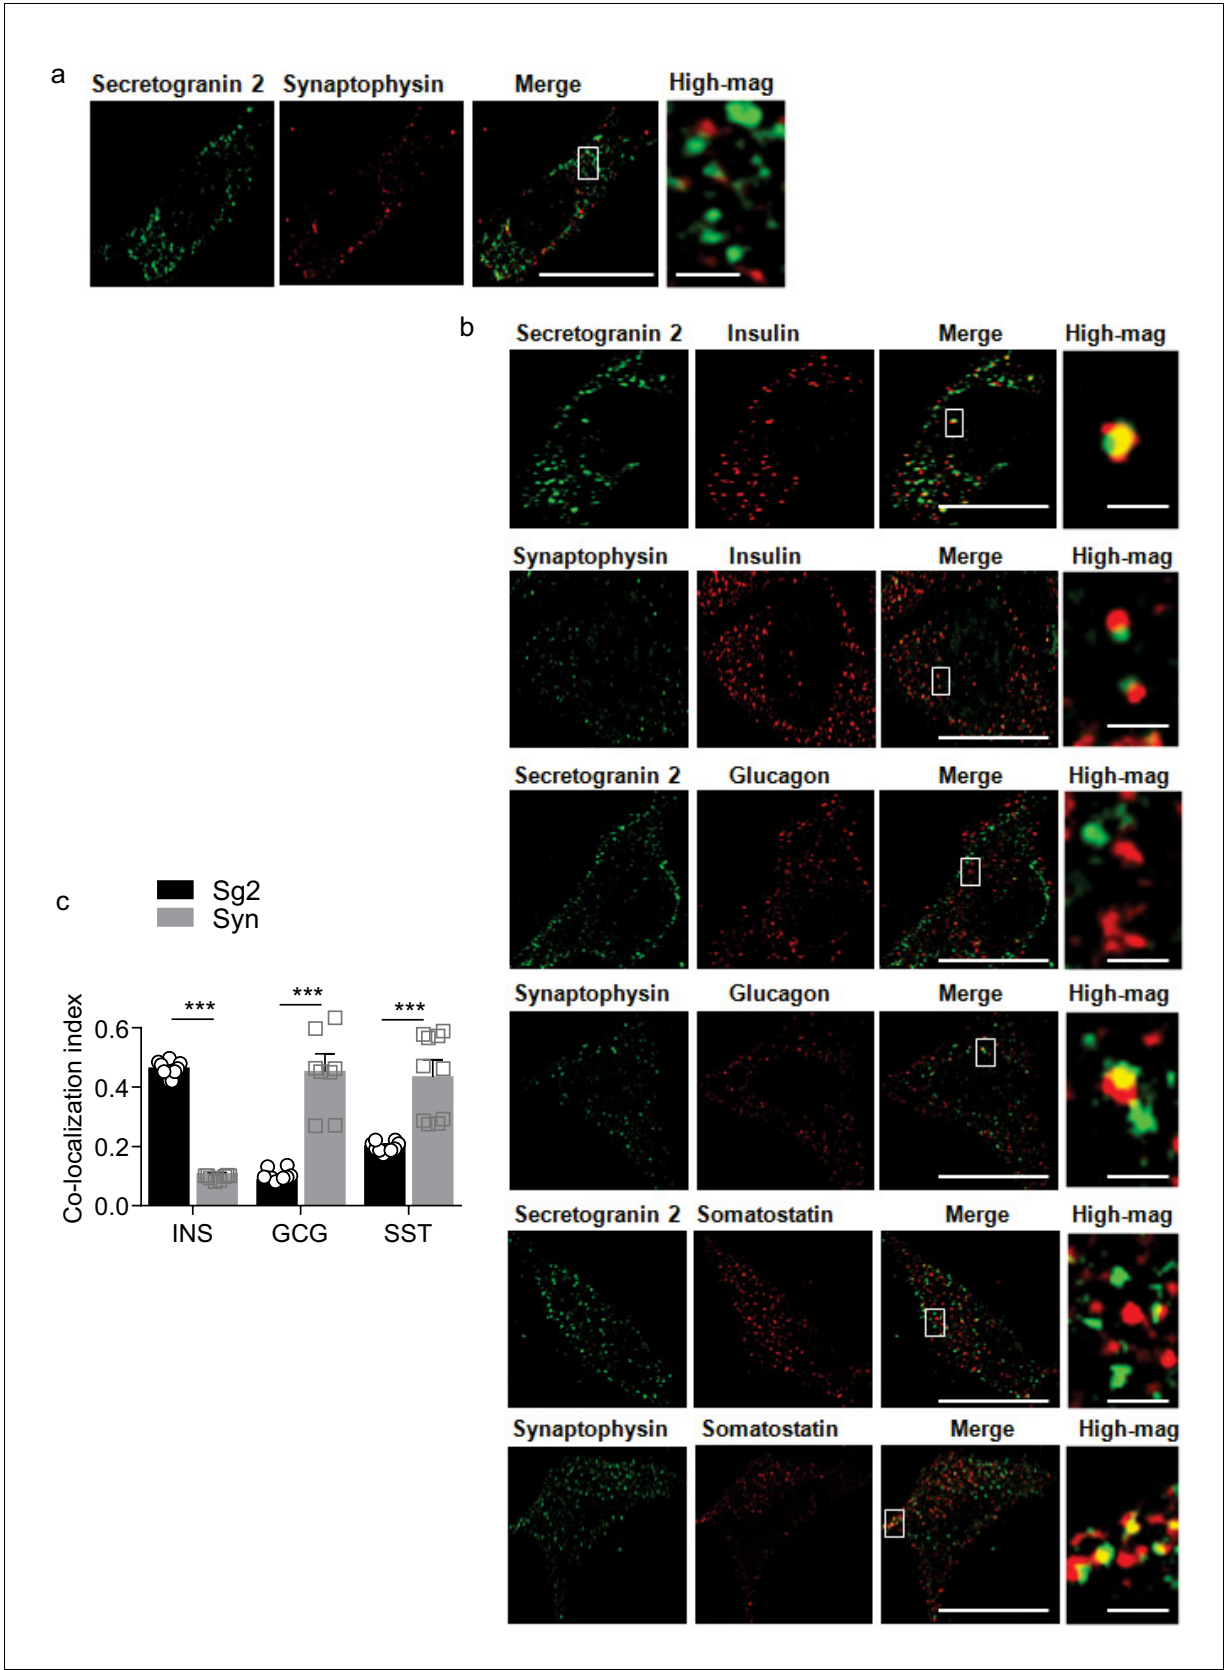 a
Secretogranin 2 Synaptophysin Merge High-mag
b
Secretogranin 2 Insulin Merge High-mag
Synaptophysin Insulin Merge High-mag
Secretogranin 2 Glucagon Merge High-mag
Synaptophysin Glucagon Merge High-mag
Secretogranin 2 Somatostatin Merge High-mag
Synaptophysin Somatostatin Merge High-mag
c
Sg2
Syn
Co-localization index
*** *** ***
0.6
0.4
0.2
0.0
INS GCG SST